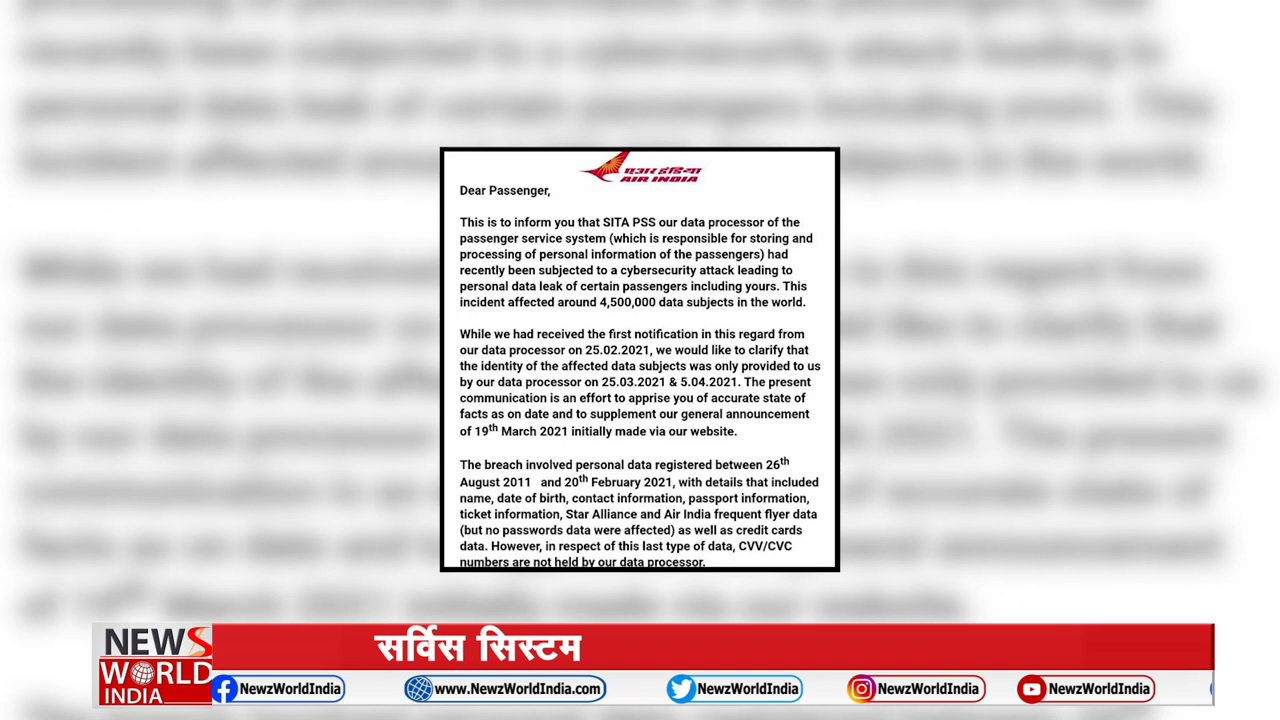 एअर इंडिया
AIR INDIA
Dear Passenger,
This is to inform you that SITA PSS our data processor of the
passenger service system (which is responsible for storing and
processing of personal information of the passengers) had
recently been subjected to a cybersecurity attack leading to
personal data leak of certain passengers including yours. This
incident affected around 4,500,000 data subjects in the world.
While we had received the first notification in this regard from
our data processor on 25.02.2021, we would like to clarify that
the identity of the affected data subjects was only provided to us
by our data processor on 25.03.2021 & 5.04.2021. The present
communication is an effort to apprise you of accurate state of
facts as on date and to supplement our general announcement
of 19th March 2021 initially made via our website.
The breach involved personal data registered between 26th
August 2011 and 20th February 2021, with details that included
name, date of birth, contact information, passport information,
ticket information, Star Alliance and Air India frequent flyer data
(but no passwords data were affected) as well as credit cards
data. However, in respect of this last type of data, CVV/CVC
numbers are not held by our data processor.
सर्विस सिस्टम
NEWS
WORLD
INDIA
NewzWorldIndia
www.NewzWorldIndia.com
NewzWorldIndia
NewzWorldIndia
NewzWorldIndia